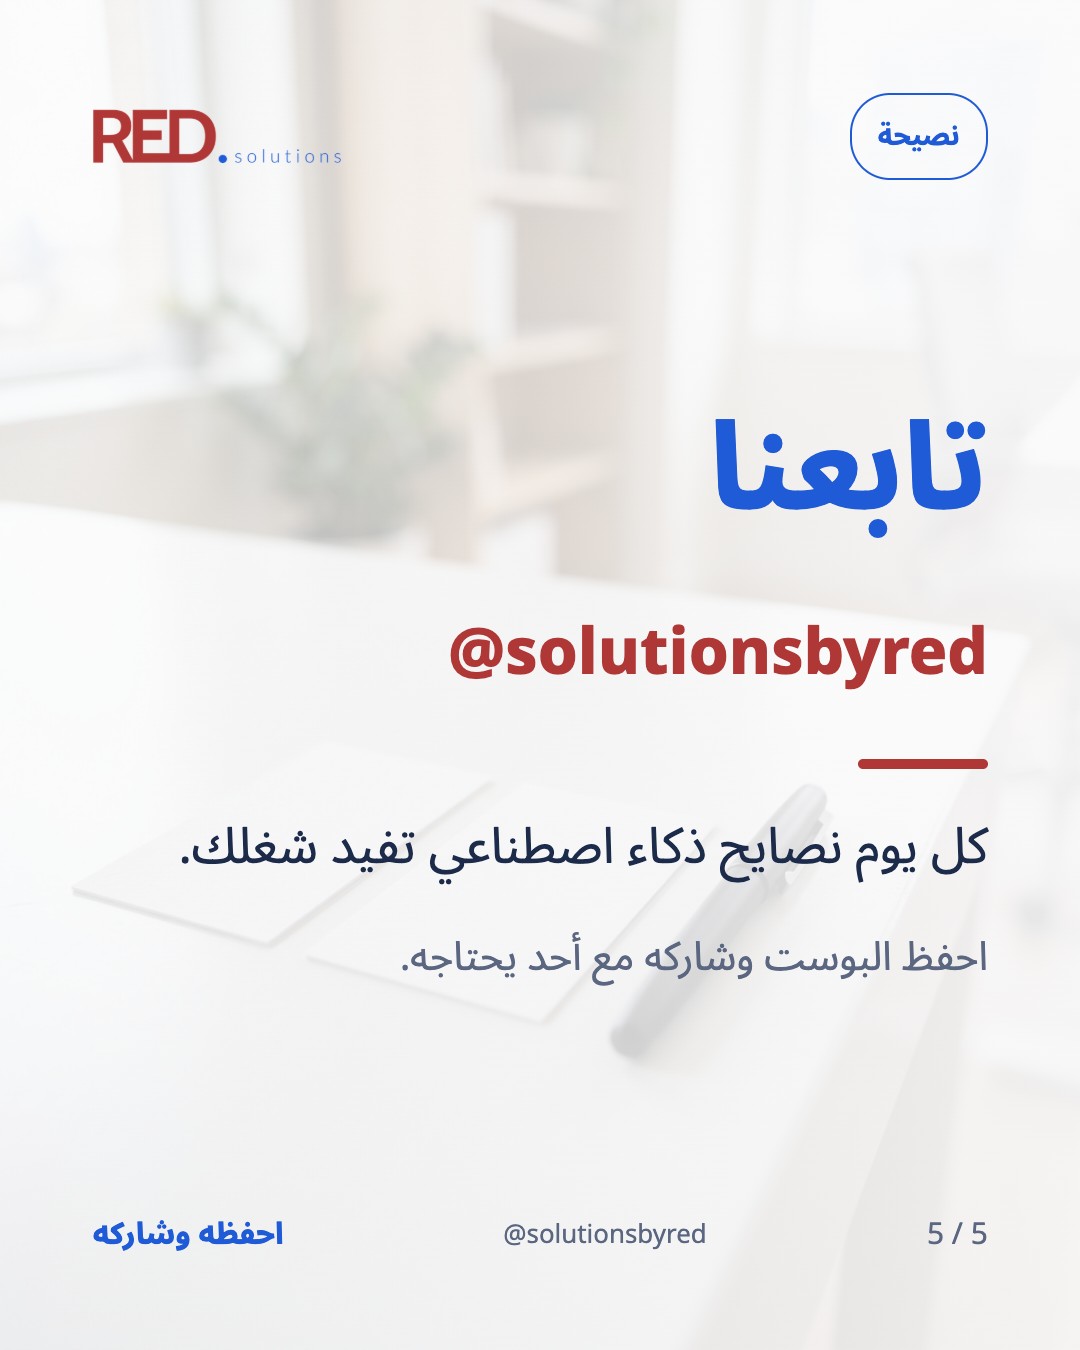 RED.solutions
نصيحة
تابعنا
@solutionsbyred
كل يوم نصايح ذكاء اصطناعي تفيد شغلك.
احفظ البوست وشاركه مع أحد يحتاجه.
5 / 5
@solutionsbyred
احفظه وشاركه